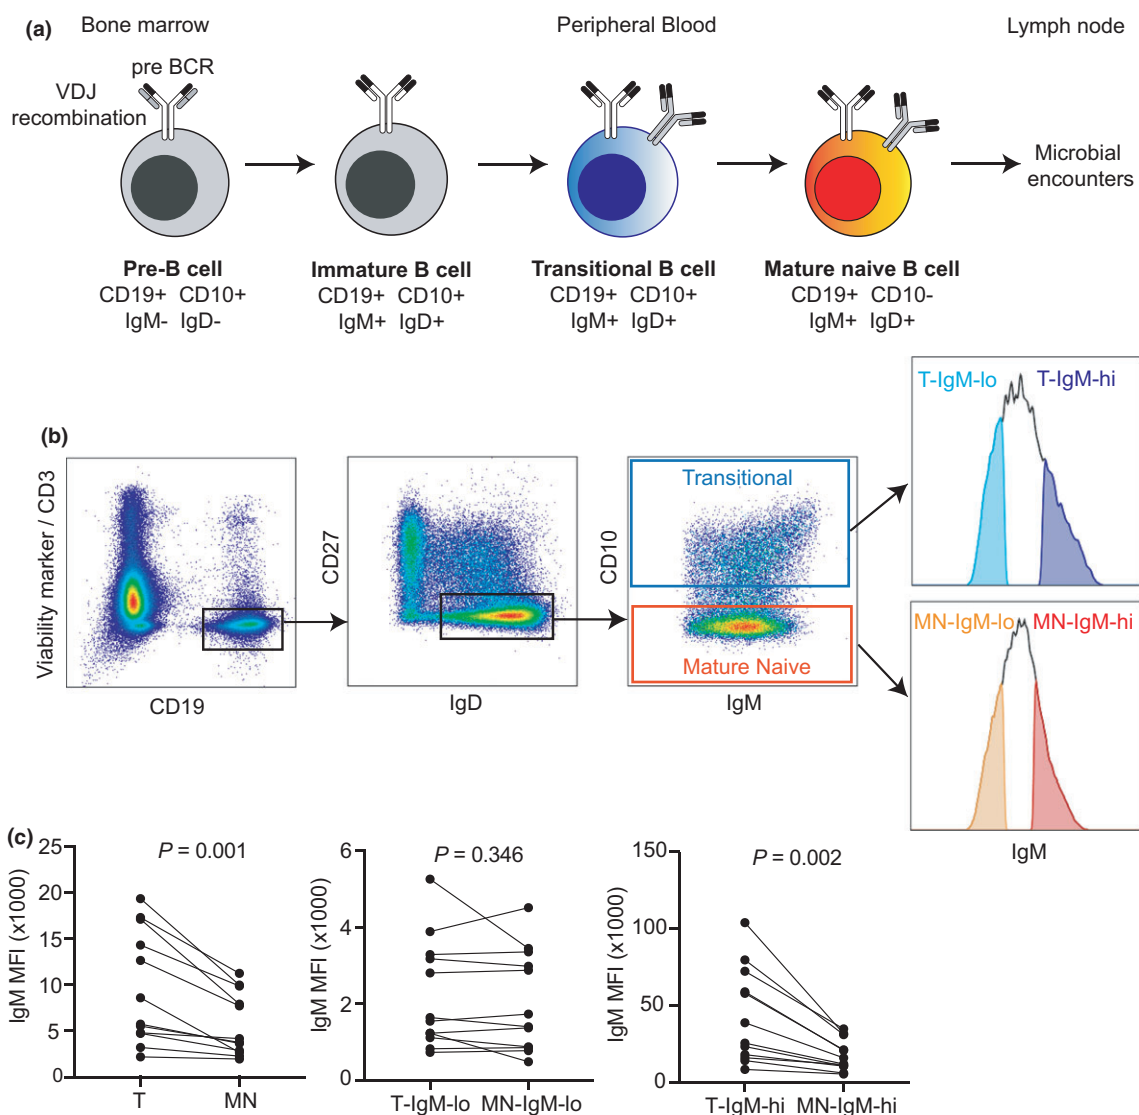 (a)
Bone marrow
Peripheral Blood
Lymph node
pre BCR
VDJ
recombination
Microbial
encounters
Pre-B cell
CD19+ CD10+
IgM- IgD-
Immature B cell
CD19+ CD10+
IgM+ IgD+
Transitional B cell
CD19+ CD10+
IgM+ IgD+
Mature naive B cell
CD19+ CD10-
IgM+ IgD+
(b)
Viability marker / CD3
CD19
CD27
IgD
CD10
Transitional
Mature Naive
IgM
T-IgM-lo
T-IgM-hi
MN-IgM-lo
MN-IgM-hi
IgM
(c)
IgM MFI (x1000)
25
20
15
10
5
0
P = 0.001
T
MN
IgM MFI (x1000)
6
4
2
0
P = 0.346
T-IgM-lo
MN-IgM-lo
IgM MFI (x1000)
150
100
50
0
P = 0.002
T-IgM-hi
MN-IgM-hi